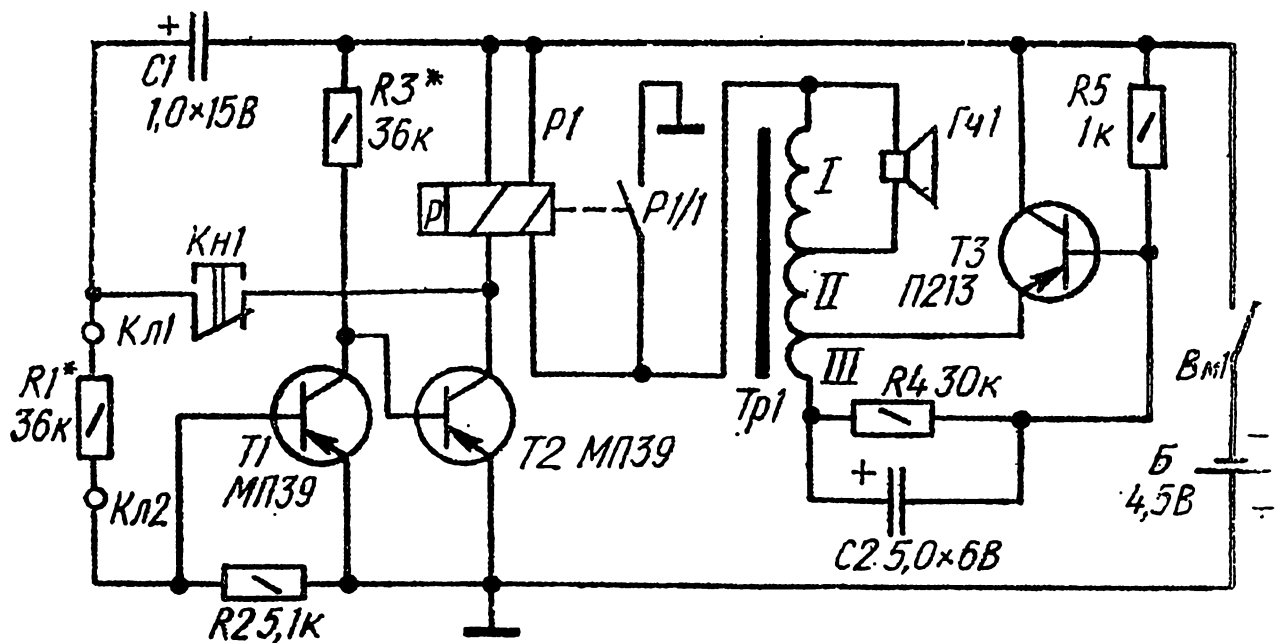 +
C1
1,0×15В
R3*
36к
P1
Гч1
R5
1к
I
P
P1/1
Кн1
T3
П213
II
Кл1
III
R1*
36к
R4 30к
Вм1
Тр1
T1
МП39
T2 МП39
+
Б
4,5В
−
−
Кл2
C2 5,0×6В
R2 5,1к